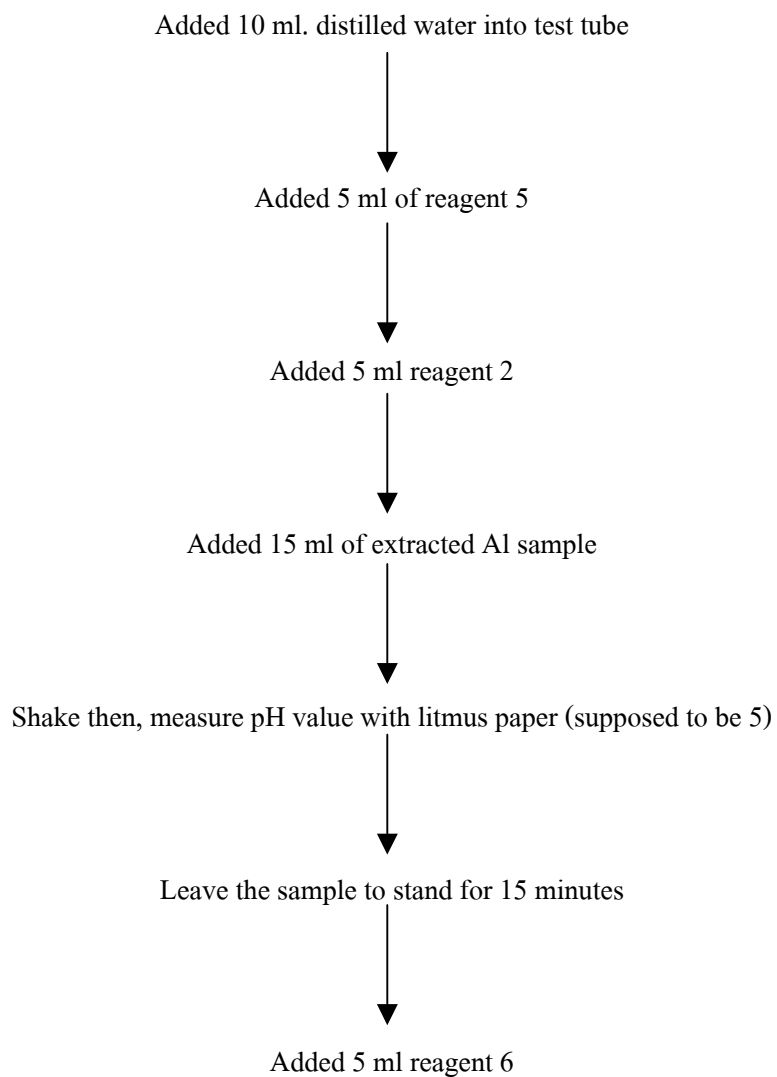 Added 10 ml. distilled water into test tube
Added 5 ml of reagent 5
Added 5 ml reagent 2
Added 15 ml of extracted Al sample
Shake then, measure pH value with litmus paper (supposed to be 5)
Leave the sample to stand for 15 minutes
Added 5 ml reagent 6